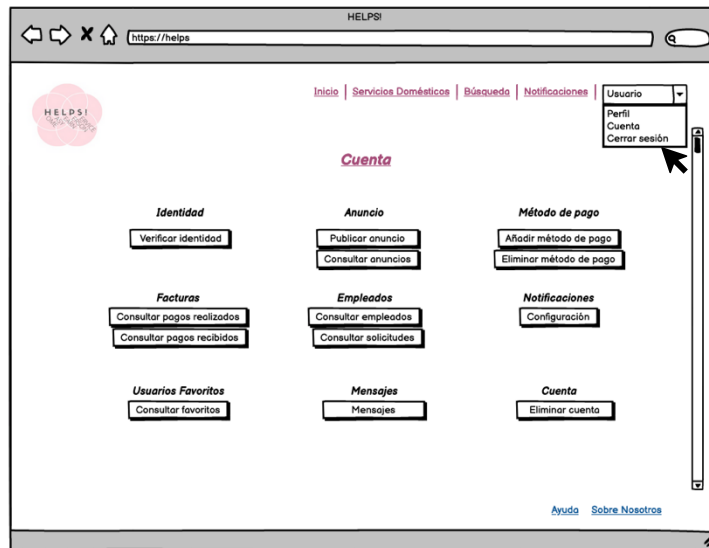 HELPS!
https://helps
HELPS!
Inicio | Servicios Domésticos | Búsqueda | Notificaciones | Usuario
Perfil
Cuenta
Cerrar sesión
Cuenta
Identidad
Verificar identidad
Anuncio
Publicar anuncio
Consultar anuncios
Método de pago
Añadir método de pago
Eliminar método de pago
Facturas
Consultar pagos realizados
Consultar pagos recibidos
Empleados
Consultar empleados
Consultar solicitudes
Notificaciones
Configuración
Usuarios Favoritos
Consultar favoritos
Mensajes
Mensajes
Cuenta
Eliminar cuenta
Ayuda Sobre Nosotros